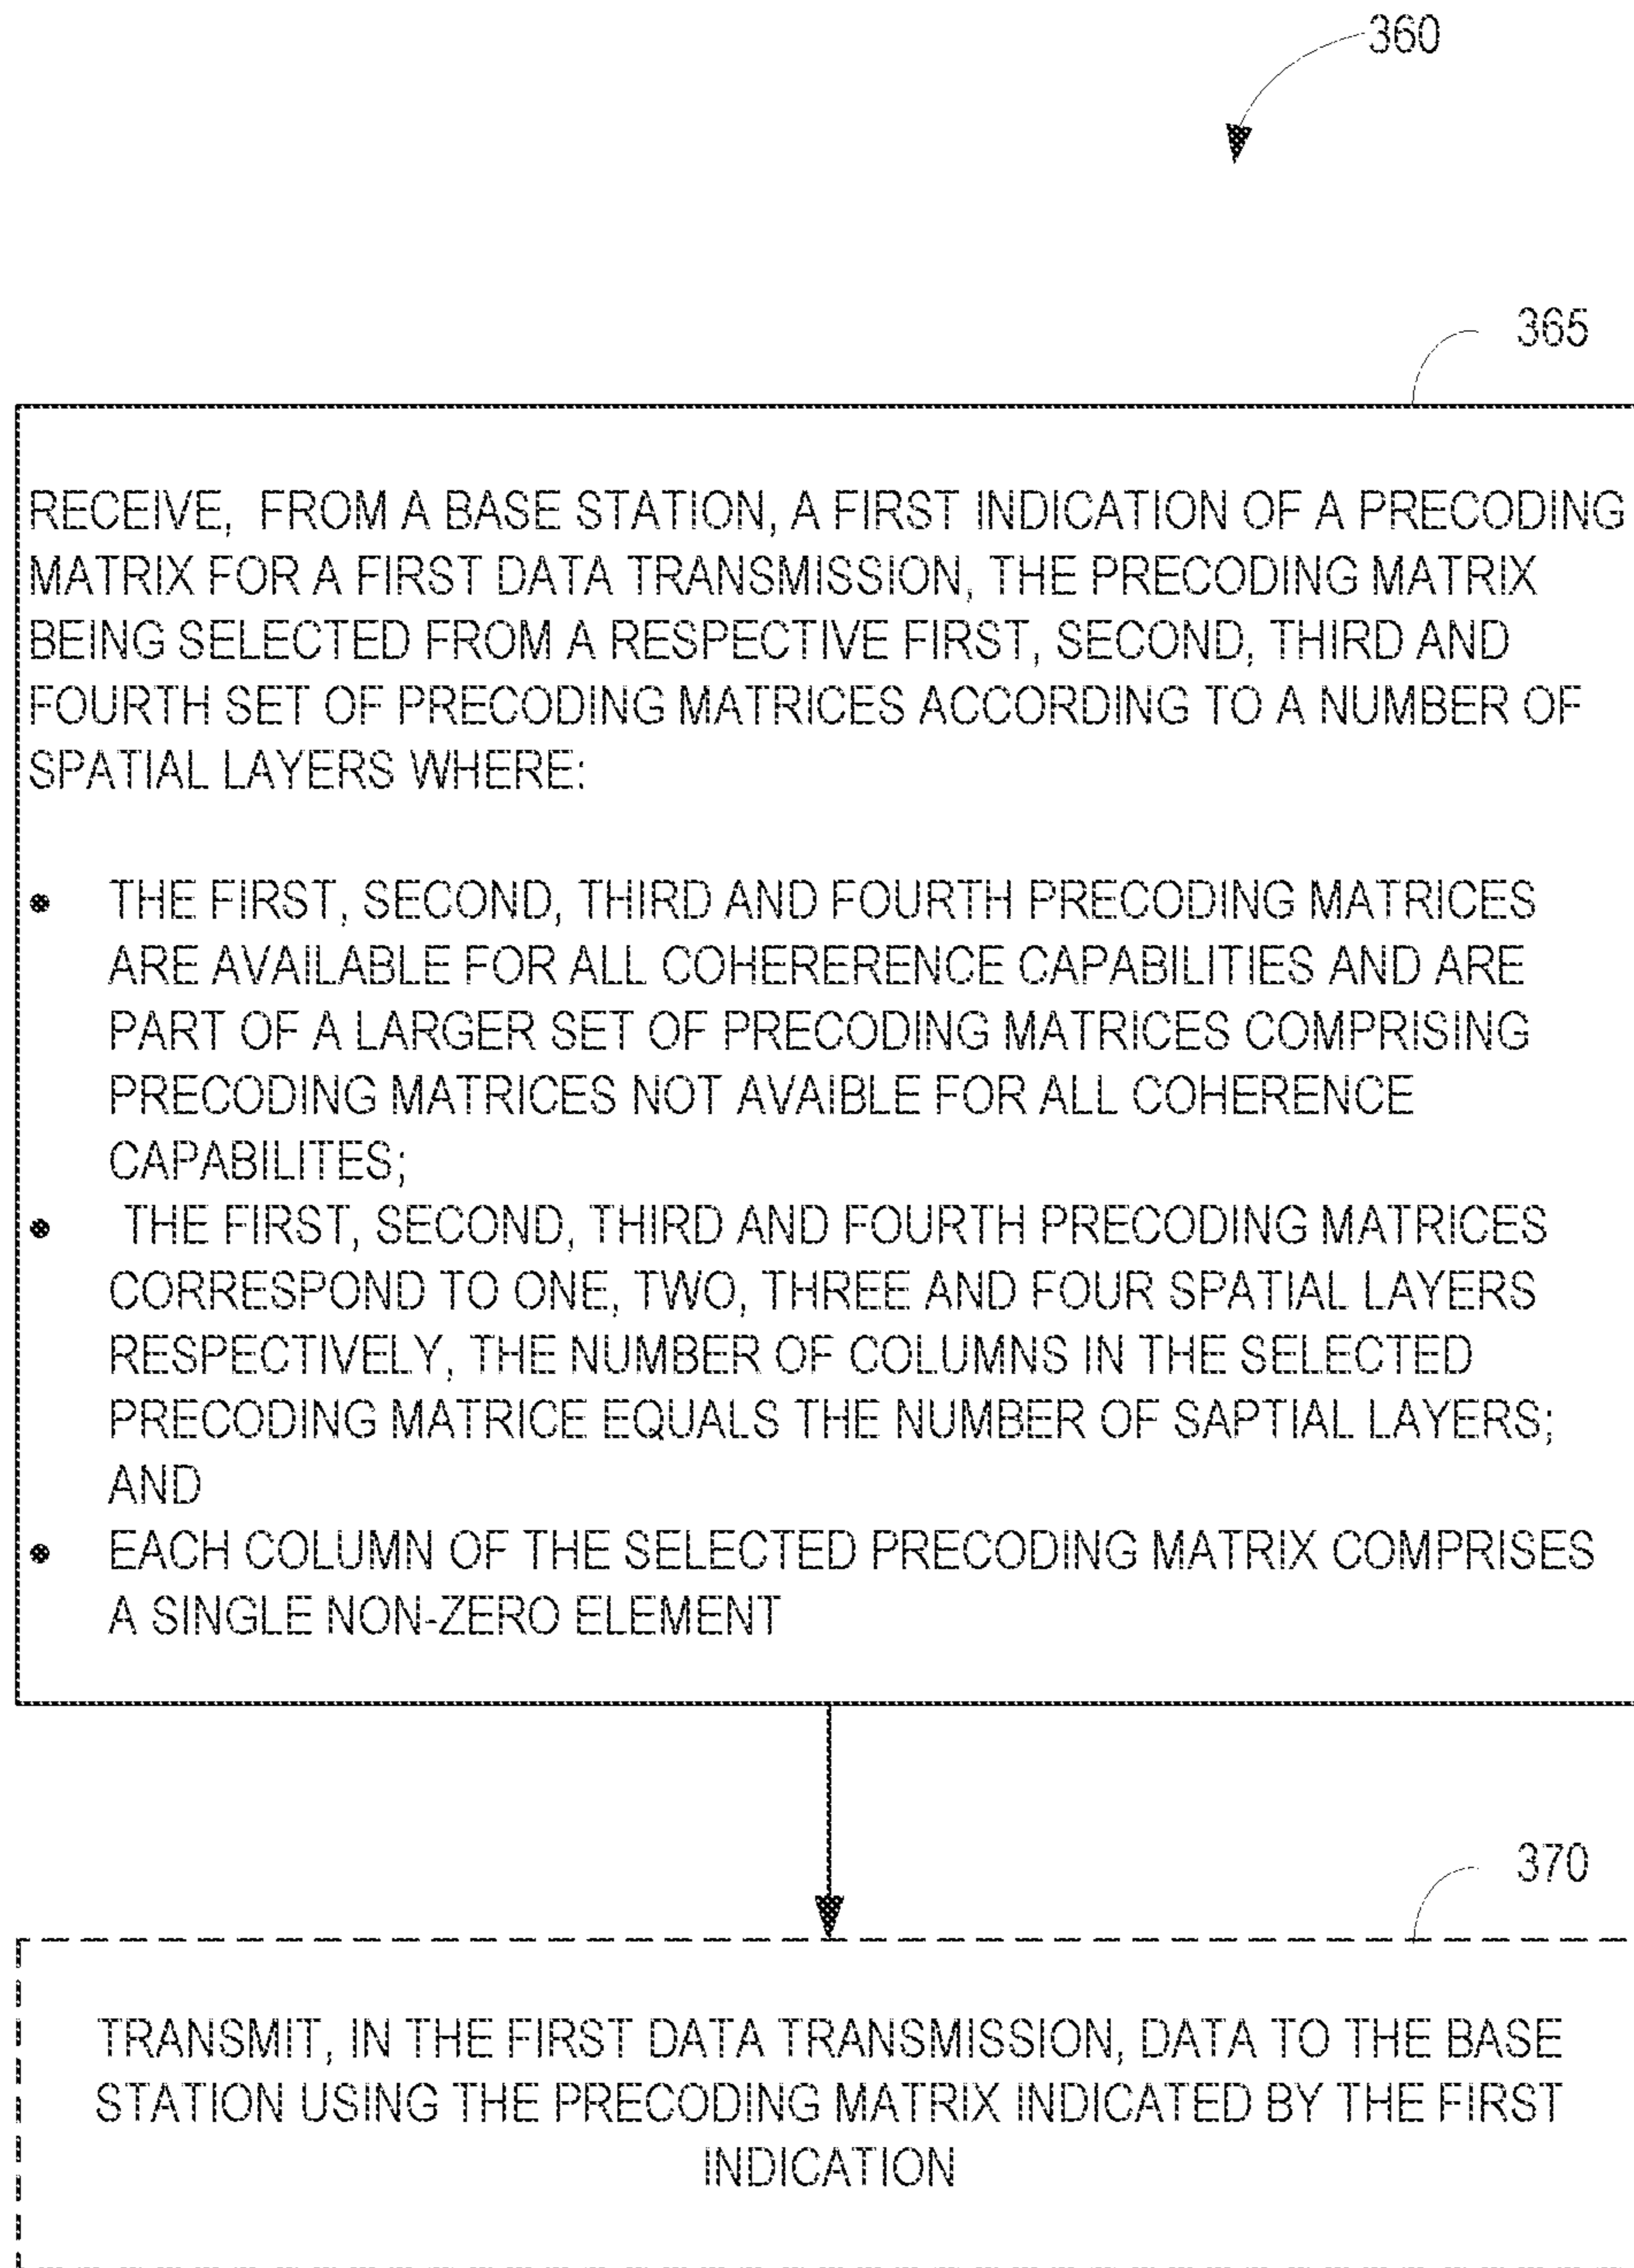 360
365
RECEIVE, FROM A BASE STATION, A FIRST INDICATION OF A PRECODING
MATRIX FOR A FIRST DATA TRANSMISSION, THE PRECODING MATRIX
BEING SELECTED FROM A RESPECTIVE FIRST, SECOND, THIRD AND
FOURTH SET OF PRECODING MATRICES ACCORDING TO A NUMBER OF
SPATIAL LAYERS WHERE:
• THE FIRST, SECOND, THIRD AND FOURTH PRECODING MATRICES
ARE AVAILABLE FOR ALL COHERERENCE CAPABILITIES AND ARE
PART OF A LARGER SET OF PRECODING MATRICES COMPRISING
PRECODING MATRICES NOT AVAIBLE FOR ALL COHERENCE
CAPABILITES;
• THE FIRST, SECOND, THIRD AND FOURTH PRECODING MATRICES
CORRESPOND TO ONE, TWO, THREE AND FOUR SPATIAL LAYERS
RESPECTIVELY, THE NUMBER OF COLUMNS IN THE SELECTED
PRECODING MATRICE EQUALS THE NUMBER OF SAPTIAL LAYERS;
AND
• EACH COLUMN OF THE SELECTED PRECODING MATRIX COMPRISES
A SINGLE NON-ZERO ELEMENT
370
TRANSMIT, IN THE FIRST DATA TRANSMISSION, DATA TO THE BASE
STATION USING THE PRECODING MATRIX INDICATED BY THE FIRST
INDICATION